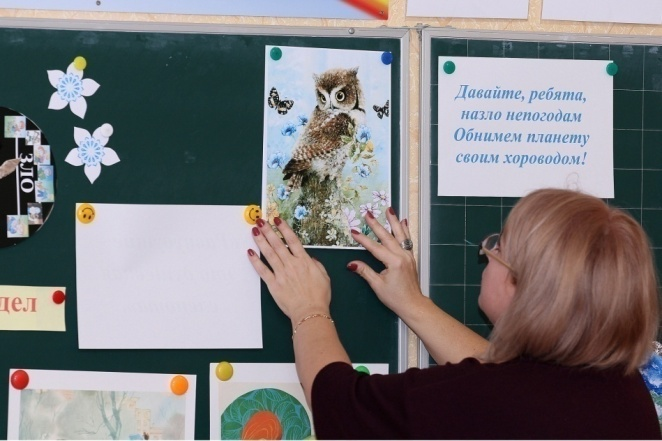 Давайте, ребята,
назло непогодам
Обнимем планету
своим хороводом!
ЗЛО
дел